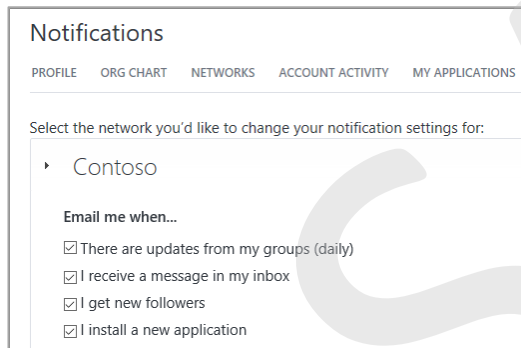 Notifications
PROFILE ORG CHART NETWORKS ACCOUNT ACTIVITY MY APPLICATIONS
Select the network you'd like to change your notification settings for:
Contoso
Email me when...
There are updates from my groups (daily)
I receive a message in my inbox
I get new followers
I install a new application